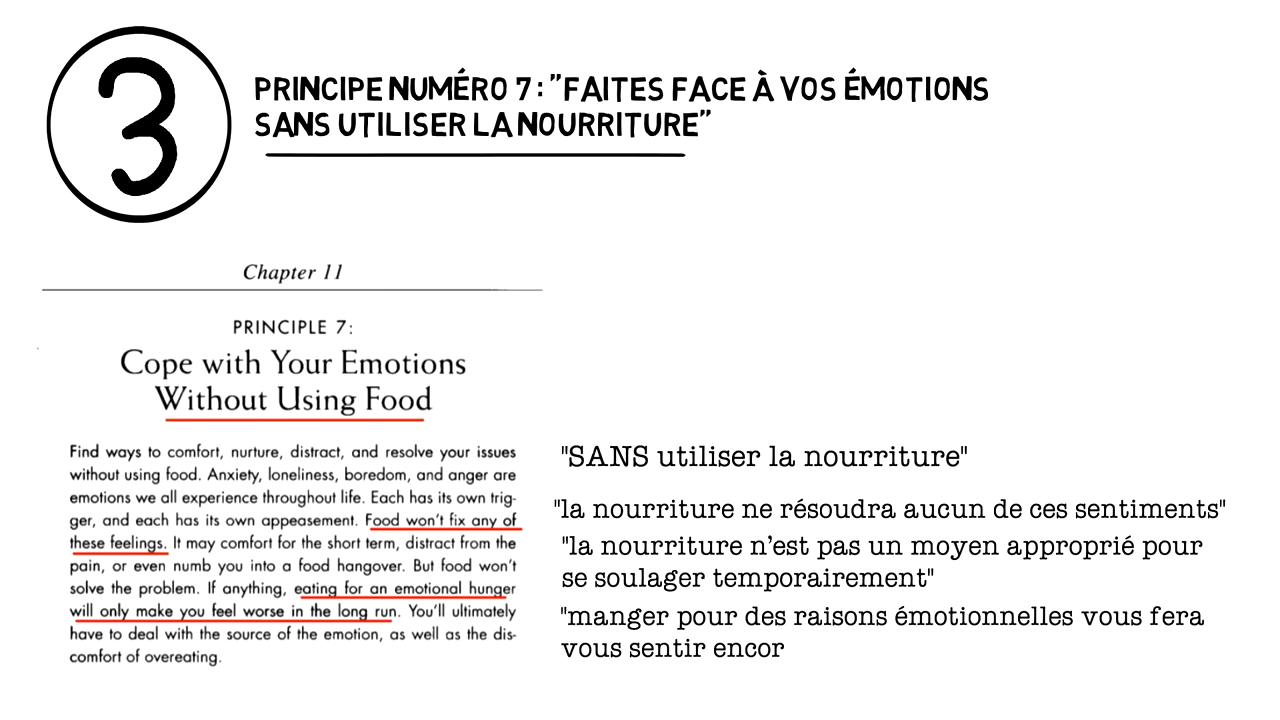 3
PRINCIPE NUMÉRO 7 : "FAITES FACE À VOS ÉMOTIONS
SANS UTILISER LA NOURRITURE"
Chapter 11
PRINCIPLE 7:
Cope with Your Emotions
Without Using Food
Find ways to comfort, nurture, distract, and resolve your issues
without using food. Anxiety, loneliness, boredom, and anger are
emotions we all experience throughout life. Each has its own trig-
ger, and each has its own appeasement. Food won't fix any of
these feelings. It may comfort for the short term, distract from the
pain, or even numb you into a food hangover. But food won't
solve the problem. If anything, eating for an emotional hunger
will only make you feel worse in the long run. You'll ultimately
have to deal with the source of the emotion, as well as the dis-
comfort of overeating.
"SANS utiliser la nourriture"
"la nourriture ne résoudra aucun de ces sentiments"
"la nourriture n'est pas un moyen approprié pour
se soulager temporairement"
"manger pour des raisons émotionnelles vous fera
vous sentir encor